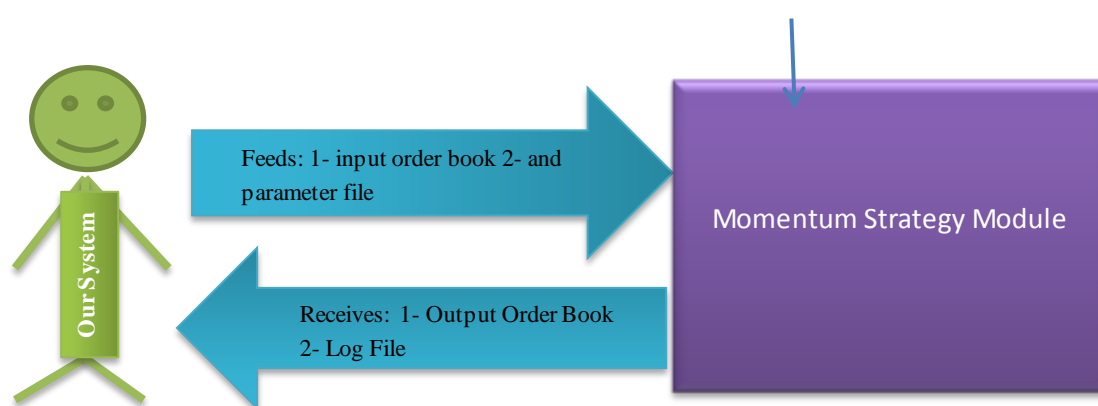 Feeds: 1- input order book 2- and
parameter file
Momentum Strategy Module
Our System
Receives: 1- Output Order Book
2- Log File